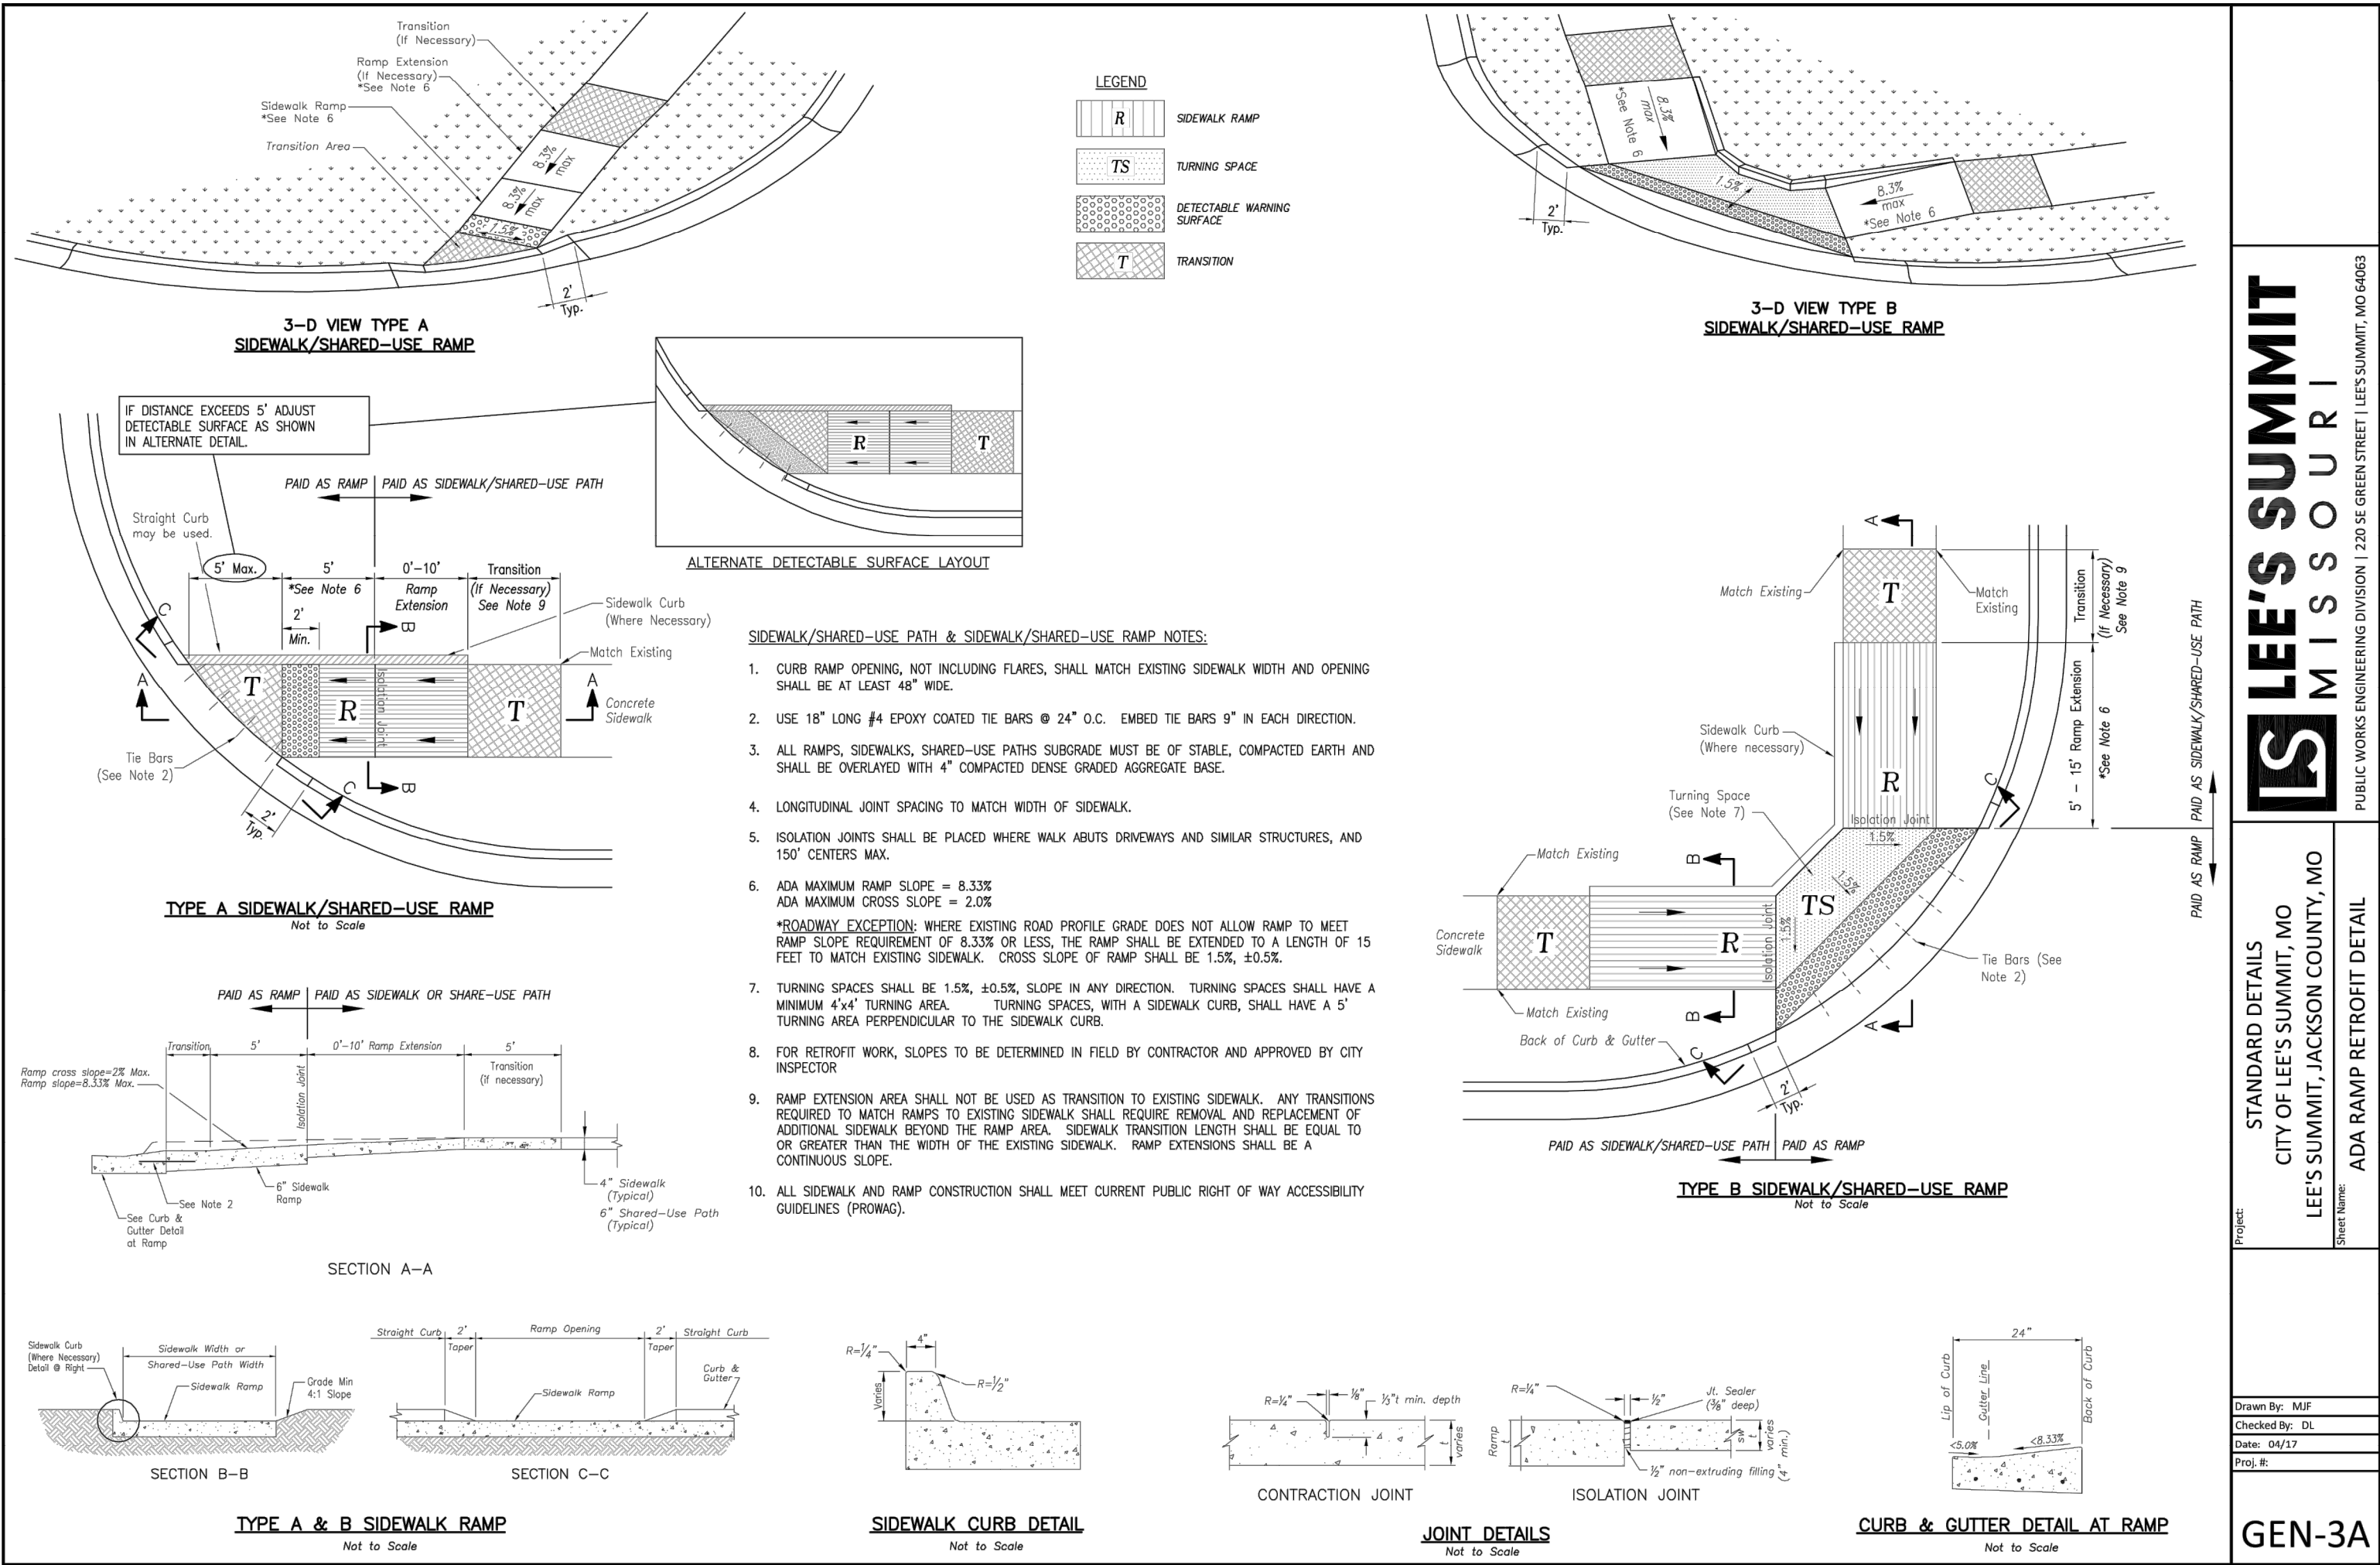 Transition
(If Necessary)
Ramp Extension
(If Necessary)
*See Note 6
Sidewalk Ramp
*See Note 6
Transition Area
8.3%
max
8.3%
max
1.5%
2'
Typ.
3-D VIEW TYPE A
SIDEWALK/SHARED-USE RAMP
LEGEND
R
SIDEWALK RAMP
TS
TURNING SPACE
DETECTABLE WARNING
SURFACE
T
TRANSITION
8.3%
max
*See Note 6
1.5%
8.3%
max
*See Note 6
2'
Typ.
3-D VIEW TYPE B
SIDEWALK/SHARED-USE RAMP
IF DISTANCE EXCEEDS 5' ADJUST
DETECTABLE SURFACE AS SHOWN
IN ALTERNATE DETAIL.
R
T
ALTERNATE DETECTABLE SURFACE LAYOUT
PAID AS RAMP
PAID AS SIDEWALK/SHARED-USE PATH
Straight Curb
may be used.
5' Max.
5'
*See Note 6
2'
Min.
0'-10'
Ramp
Extension
Transition
(If Necessary)
See Note 9
Sidewalk Curb
(Where Necessary)
Match Existing
Concrete
Sidewalk
C
A
B
T
R
Isolation Joint
T
A
B
C
Tie Bars
(See Note 2)
2'
Typ.
TYPE A SIDEWALK/SHARED-USE RAMP
Not to Scale
PAID AS RAMP
PAID AS SIDEWALK OR SHARE-USE PATH
Transition
5'
0'-10' Ramp Extension
5'
Transition
(if necessary)
Ramp cross slope=2% Max.
Ramp slope=8.33% Max.
Isolation Joint
6" Sidewalk
Ramp
See Note 2
See Curb &
Gutter Detail
at Ramp
4" Sidewalk
(Typical)
6" Shared-Use Path
(Typical)
SECTION A-A
SIDEWALK/SHARED-USE PATH & SIDEWALK/SHARED-USE RAMP NOTES:
1. CURB RAMP OPENING, NOT INCLUDING FLARES, SHALL MATCH EXISTING SIDEWALK WIDTH AND OPENING
SHALL BE AT LEAST 48" WIDE.
2. USE 18" LONG #4 EPOXY COATED TIE BARS @ 24" O.C. EMBED TIE BARS 9" IN EACH DIRECTION.
3. ALL RAMPS, SIDEWALKS, SHARED-USE PATHS SUBGRADE MUST BE OF STABLE, COMPACTED EARTH AND
SHALL BE OVERLAYED WITH 4" COMPACTED DENSE GRADED AGGREGATE BASE.
4. LONGITUDINAL JOINT SPACING TO MATCH WIDTH OF SIDEWALK.
5. ISOLATION JOINTS SHALL BE PLACED WHERE WALK ABUTS DRIVEWAYS AND SIMILAR STRUCTURES, AND
150' CENTERS MAX.
6. ADA MAXIMUM RAMP SLOPE = 8.33%
ADA MAXIMUM CROSS SLOPE = 2.0%
*ROADWAY EXCEPTION: WHERE EXISTING ROAD PROFILE GRADE DOES NOT ALLOW RAMP TO MEET
RAMP SLOPE REQUIREMENT OF 8.33% OR LESS, THE RAMP SHALL BE EXTENDED TO A LENGTH OF 15
FEET TO MATCH EXISTING SIDEWALK. CROSS SLOPE OF RAMP SHALL BE 1.5%, ±0.5%.
7. TURNING SPACES SHALL BE 1.5%, ±0.5%, SLOPE IN ANY DIRECTION. TURNING SPACES SHALL HAVE A
MINIMUM 4'x4' TURNING AREA. TURNING SPACES, WITH A SIDEWALK CURB, SHALL HAVE A 5'
TURNING AREA PERPENDICULAR TO THE SIDEWALK CURB.
8. FOR RETROFIT WORK, SLOPES TO BE DETERMINED IN FIELD BY CONTRACTOR AND APPROVED BY CITY
INSPECTOR
9. RAMP EXTENSION AREA SHALL NOT BE USED AS TRANSITION TO EXISTING SIDEWALK. ANY TRANSITIONS
REQUIRED TO MATCH RAMPS TO EXISTING SIDEWALK SHALL REQUIRE REMOVAL AND REPLACEMENT OF
ADDITIONAL SIDEWALK BEYOND THE RAMP AREA. SIDEWALK TRANSITION LENGTH SHALL BE EQUAL TO
OR GREATER THAN THE WIDTH OF THE EXISTING SIDEWALK. RAMP EXTENSIONS SHALL BE A
CONTINUOUS SLOPE.
10. ALL SIDEWALK AND RAMP CONSTRUCTION SHALL MEET CURRENT PUBLIC RIGHT OF WAY ACCESSIBILITY
GUIDELINES (PROWAG).
A
Match Existing
T
Match
Existing
Transition
(If Necessary)
See Note 9
Sidewalk Curb
(Where necessary)
R
5' - 15' Ramp Extension
*See Note 6
PAID AS SIDEWALK/SHARED-USE PATH
PAID AS RAMP
C
Turning Space
(See Note 7)
Isolation Joint
1.5%
Match Existing
B
1.5%
TS
1.5%
Concrete
Sidewalk
T
R
Isolation Joint
Tie Bars (See
Note 2)
Match Existing
B
A
Back of Curb & Gutter
C
2'
Typ.
PAID AS SIDEWALK/SHARED-USE PATH
PAID AS RAMP
TYPE B SIDEWALK/SHARED-USE RAMP
Not to Scale
Sidewalk Curb
(Where Necessary)
Detail @ Right
Sidewalk Width or
Shared-Use Path Width
Sidewalk Ramp
Grade Min
4:1 Slope
SECTION B-B
Straight Curb
2'
Taper
Ramp Opening
2'
Taper
Straight Curb
Curb &
Gutter
Sidewalk Ramp
SECTION C-C
TYPE A & B SIDEWALK RAMP
Not to Scale
4"
R=1/4"
R=1/2"
Varies
SIDEWALK CURB DETAIL
Not to Scale
R=1/4"
1/8"
1/3"t min. depth
t
varies
CONTRACTION JOINT
R=1/4"
1/2"
Jt. Sealer
(3/8" deep)
Ramp
t
sw t
varies
(4" min.)
1/2" non-extruding filling
ISOLATION JOINT
JOINT DETAILS
Not to Scale
24"
Lip of Curb
Gutter Line
Back of Curb
<5.0%
<8.33%
CURB & GUTTER DETAIL AT RAMP
Not to Scale
LS LEE'S SUMMIT
MISSOURI
PUBLIC WORKS ENGINEERING DIVISION | 220 SE GREEN STREET | LEE'S SUMMIT, MO 64063
Project:
STANDARD DETAILS
CITY OF LEE'S SUMMIT, MO
LEE'S SUMMIT, JACKSON COUNTY, MO
Sheet Name:
ADA RAMP RETROFIT DETAIL
Drawn By: MJF
Checked By: DL
Date: 04/17
Proj. #:
GEN-3A